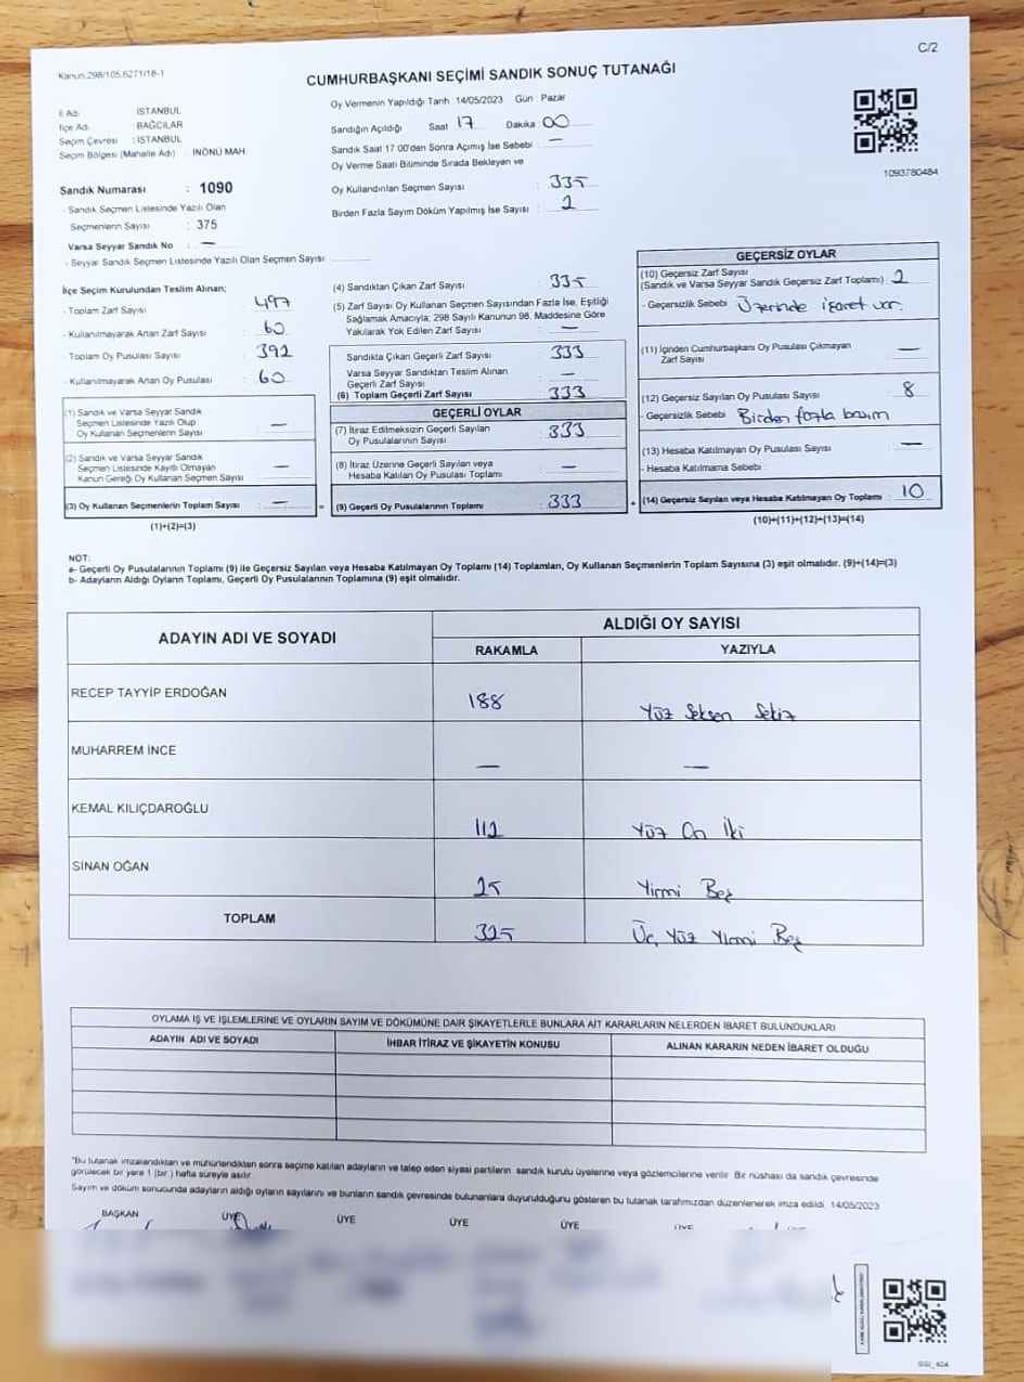 C/2
Kanun:298/105,6271/18-1
CUMHURBAŞKANI SEÇİMİ SANDIK SONUÇ TUTANAĞI
İl Adı : İSTANBUL
İlçe Adı : BAĞCILAR
Seçim Çevresi : İSTANBUL
Seçim Bölgesi (Mahalle Adı) İNÖNÜ MAH.
Oy Vermenin Yapıldığı Tarih 14/05/2023 Gün : Pazar
Sandığın Açıldığı Saat 17 Dakika 00
Sandık Saat 17:00'den Sonra Açılmış İse Sebebi : —
Oy Verme Saati Bitiminde Sırada Bekleyen ve
Oy Kullandırılan Seçmen Sayısı : 335
Birden Fazla Sayım Döküm Yapılmış İse Sayısı : 2
1093780484
Sandık Numarası : 1090
- Sandık Seçmen Listesinde Yazılı Olan
Seçmenlerin Sayısı : 375
Varsa Seyyar Sandık No : —
- Seyyar Sandık Seçmen Listesinde Yazılı Olan Seçmen Sayısı
İlçe Seçim Kurulundan Teslim Alınan;
- Toplam Zarf Sayısı : 497
- Kullanılmayarak Artan Zarf Sayısı : 60
- Toplam Oy Pusulası Sayısı : 392
- Kullanılmayarak Artan Oy Pusulası : 60
(1) Sandık ve Varsa Seyyar Sandık
Seçmen Listesinde Yazılı Olup
Oy Kullanan Seçmenlerin Sayısı : —
(2) Sandık ve Varsa Seyyar Sandık
Seçmen Listesinde Kayıtlı Olmayan
Kanun Gereği Oy Kullanan Seçmen Sayısı : —
(3) Oy Kullanan Seçmenlerin Toplam Sayısı : —
(1)+(2)=(3)
(4) Sandıktan Çıkan Zarf Sayısı : 335
(5) Zarf Sayısı Oy Kullanan Seçmen Sayısından Fazla İse, Eşitliği
Sağlamak Amacıyla; 298 Sayılı Kanunun 98. Maddesine Göre
Yakılarak Yok Edilen Zarf Sayısı : —
Sandıkta Çıkan Geçerli Zarf Sayısı : 333
Varsa Seyyar Sandıktan Teslim Alınan
Geçerli Zarf Sayısı : —
(6) Toplam Geçerli Zarf Sayısı : 333
GEÇERLİ OYLAR
(7) İtiraz Edilmeksizin Geçerli Sayılan
Oy Pusulalarının Sayısı : 333
(8) İtiraz Üzerine Geçerli Sayılan veya
Hesaba Katılan Oy Pusulası Toplamı : —
= (9) Geçerli Oy Pusulalarının Toplamı : 333
GEÇERSİZ OYLAR
(10) Geçersiz Zarf Sayısı
(Sandık ve Varsa Seyyar Sandık Geçersiz Zarf Toplamı) : 2
- Geçersizlik Sebebi : Üzerinde işaret var.
(11) İçinden Cumhurbaşkanı Oy Pusulası Çıkmayan
Zarf Sayısı : —
(12) Geçersiz Sayılan Oy Pusulası Sayısı : 8
- Geçersizlik Sebebi Birden fazla basım
(13) Hesaba Katılmayan Oy Pusulası Sayısı : —
- Hesaba Katılmama Sebebi
+ (14) Geçersiz Sayılan veya Hesaba Katılmayan Oy Toplamı : 10
(10)+(11)+(12)+(13)=(14)
NOT:
a- Geçerli Oy Pusulalarının Toplamı (9) ile Geçersiz Sayılan veya Hesaba Katılmayan Oy Toplamı (14) Toplamları, Oy Kullanan Seçmenlerin Toplam Sayısına (3) eşit olmalıdır. (9)+(14)=(3)
b- Adayların Aldığı Oyların Toplamı, Geçerli Oy Pusulalarının Toplamına (9) eşit olmalıdır.
ADAYIN ADI VE SOYADI
ALDIĞI OY SAYISI
RAKAMLA YAZIYLA
RECEP TAYYİP ERDOĞAN 188 Yüz Seksen Sekiz
MUHARREM İNCE — —
KEMAL KILIÇDAROĞLU 112 Yüz On İki
SİNAN OĞAN 25 Yirmi Beş
TOPLAM 325 Üç Yüz Yirmi Beş
OYLAMA İŞ VE İŞLEMLERİNE VE OYLARIN SAYIM VE DÖKÜMÜNE DAİR ŞİKAYETLERLE BUNLARA AİT KARARLARIN NELERDEN İBARET BULUNDUKLARI
ADAYIN ADI VE SOYADI İHBAR İTİRAZ VE ŞİKAYETİN KONUSU ALINAN KARARIN NEDEN İBARET OLDUĞU
"Bu tutanak imzalandıktan ve mühürlendikten sonra seçime katılan adayların ve talep eden siyasi partilerin sandık kurulu üyelerine veya gözlemcilerine verilir. Bir nüshası da sandık çevresinde
görülecek bir yere 1 (bir) hafta süreyle asılır.
Sayım ve döküm sonucunda adayların aldığı oyların sayılarını ve bunların sandık çevresinde bulunanlara duyurulduğunu gösteren bu tutanak tarafımızdan düzenlenerek imza edildi. 14/05/2023
BAŞKAN ÜYE ÜYE ÜYE ÜYE ÜYE